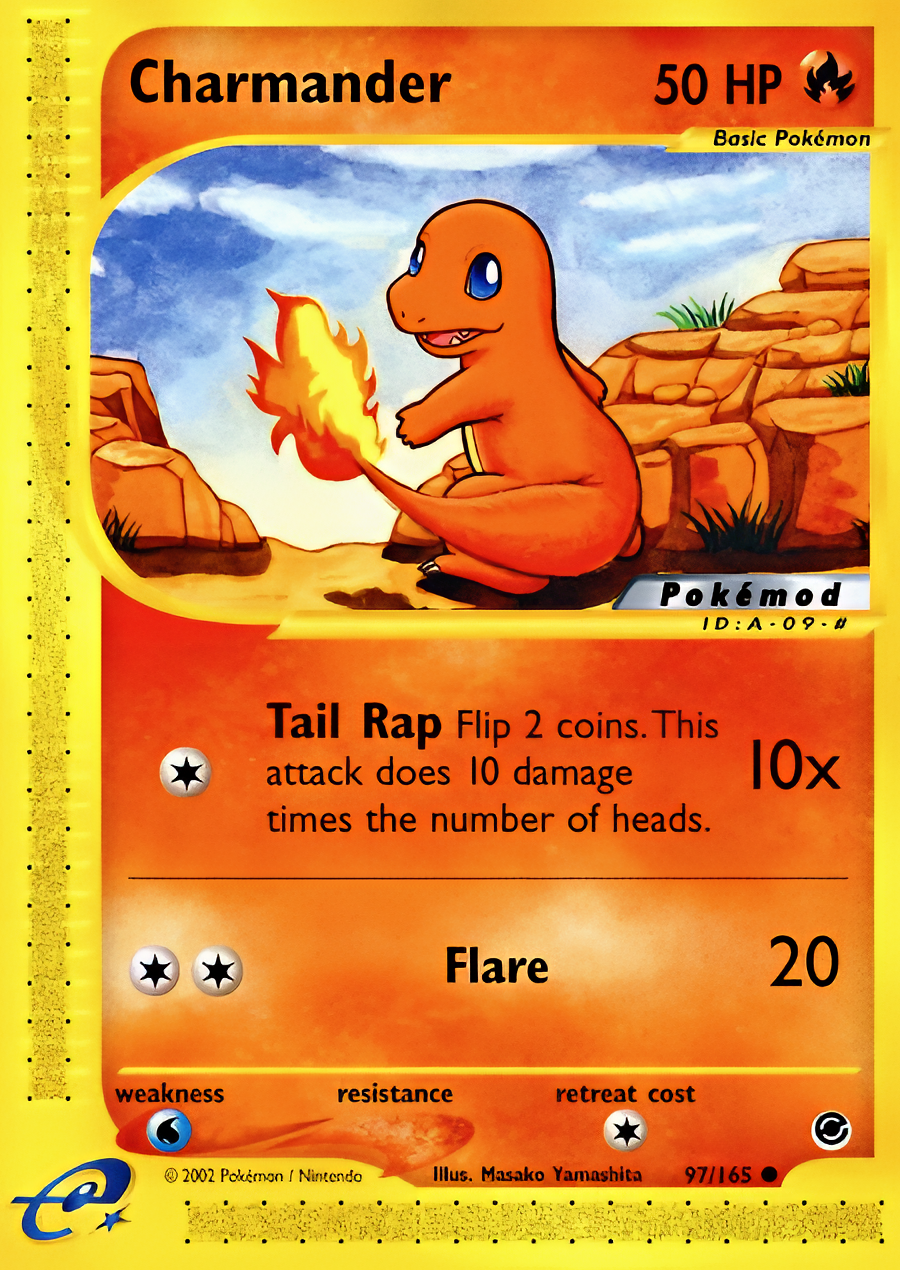 Charmander 50 HP
Basic Pokémon
Pokémod
ID:A-09-#
Tail Rap Flip 2 coins. This
attack does 10 damage
times the number of heads.
10x
Flare 20
weakness resistance retreat cost
© 2002 Pokémon / Nintendo Illus. Masako Yamashita 97/165 ●
e